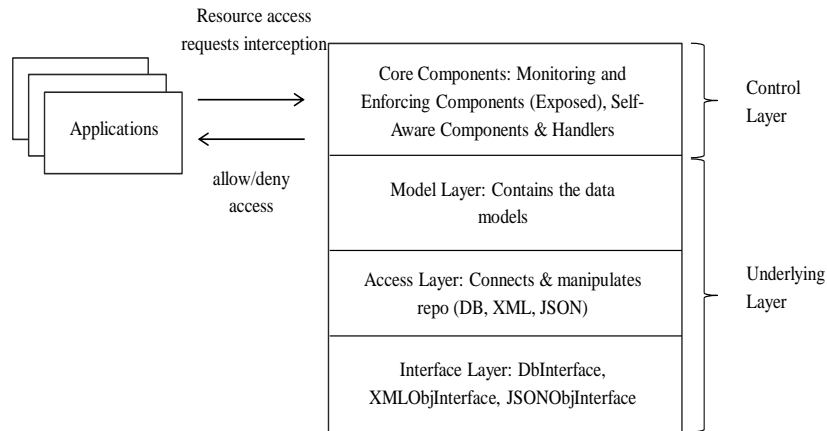 Resource access
requests interception
Applications
allow/deny
access
Core Components: Monitoring and
Enforcing Components (Exposed), Self-
Aware Components & Handlers
Model Layer: Contains the data
models
Access Layer: Connects & manipulates
repo (DB, XML, JSON)
Interface Layer: DbInterface,
XMLObjInterface, JSONObjInterface
Control
Layer
Underlying
Layer